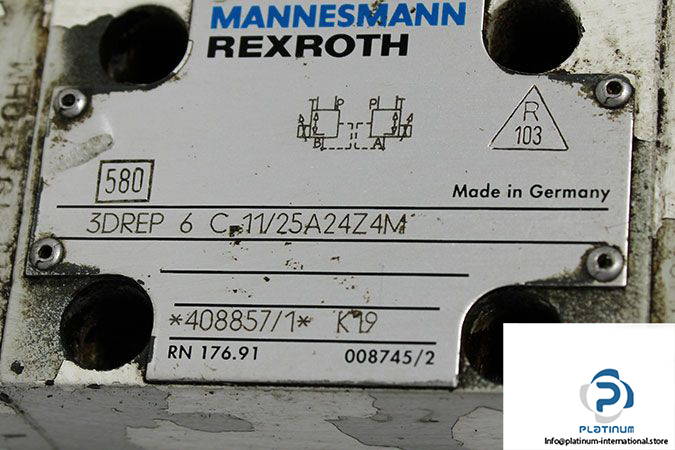 MANNESMANN
REXROTH
T P P T
B A
R
103
580
Made in Germany
3DREP 6 C-11/25A24Z4M
*408857/1* K19
RN 176.91 008745/2
PLATINUM
Info@platinum-international.store